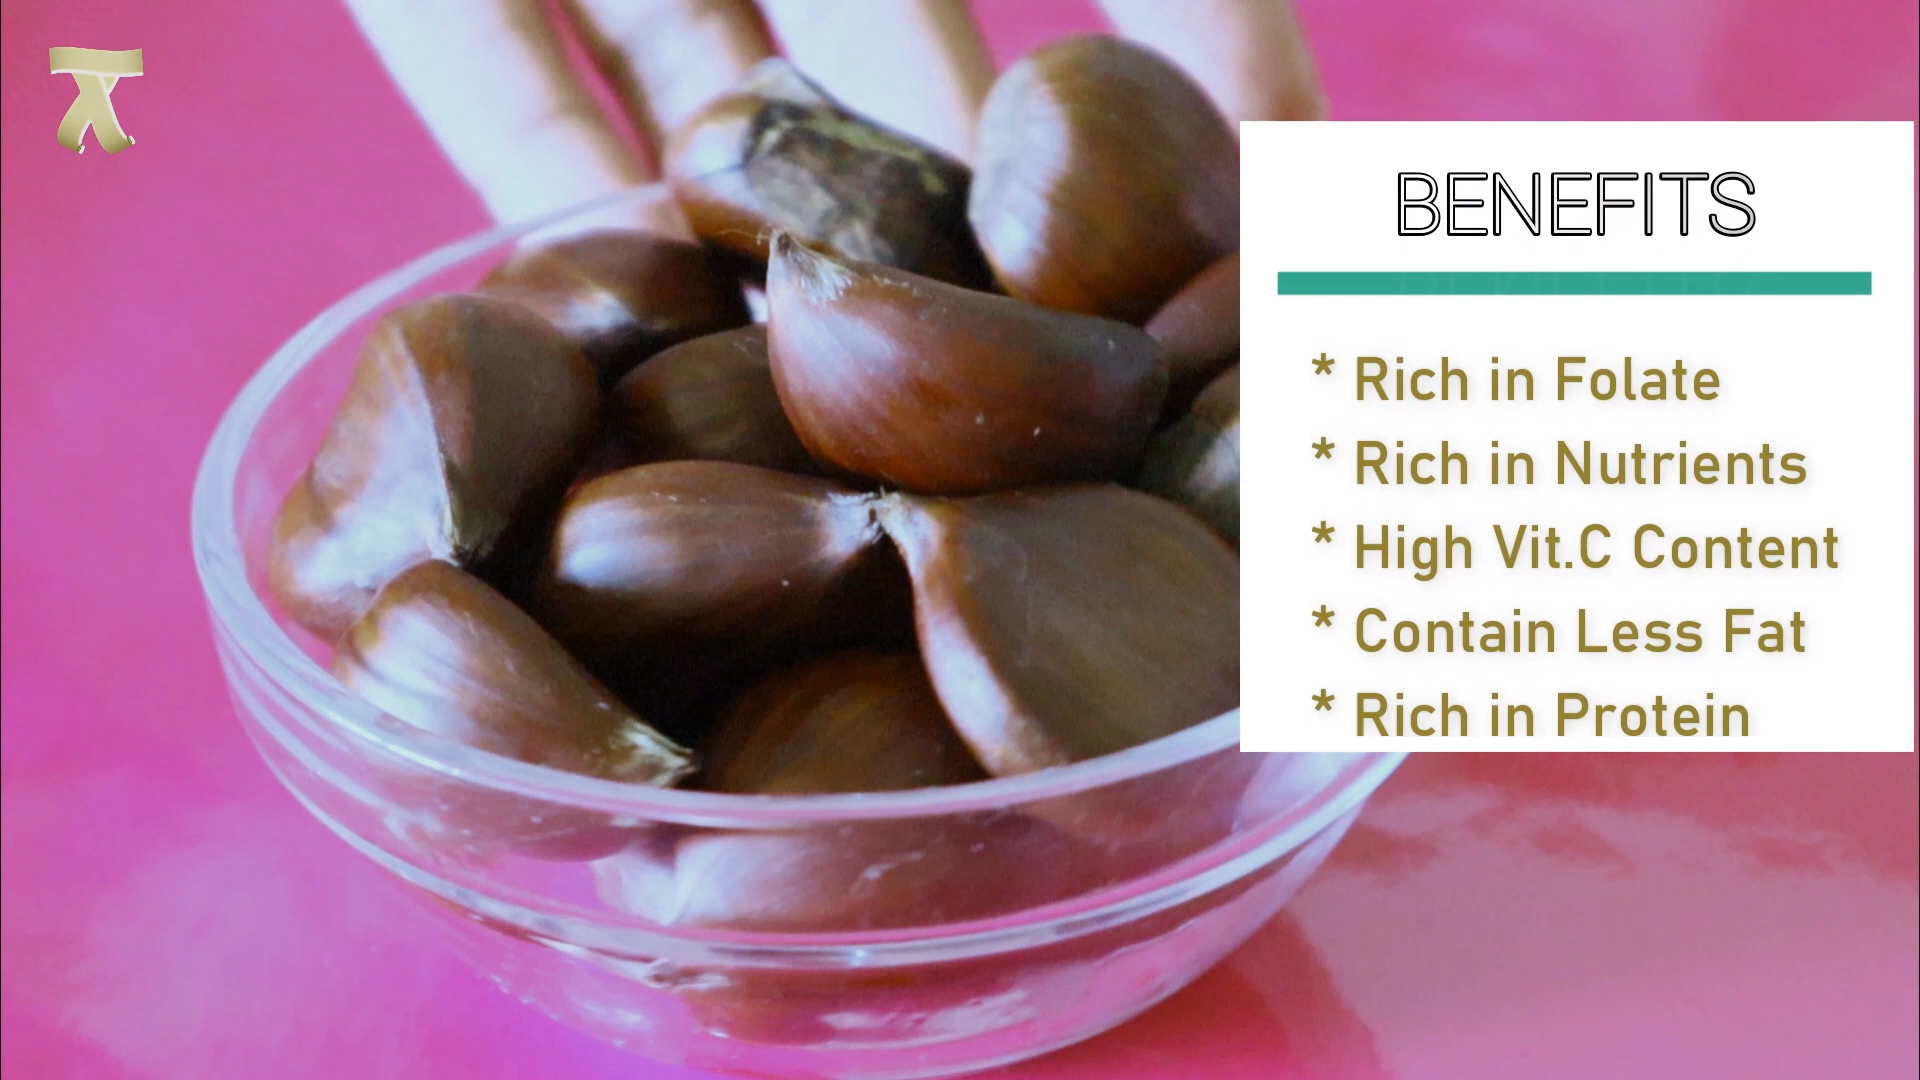 BENEFITS
* Rich in Folate
* Rich in Nutrients
* High Vit.C Content
* Contain Less Fat
* Rich in Protein